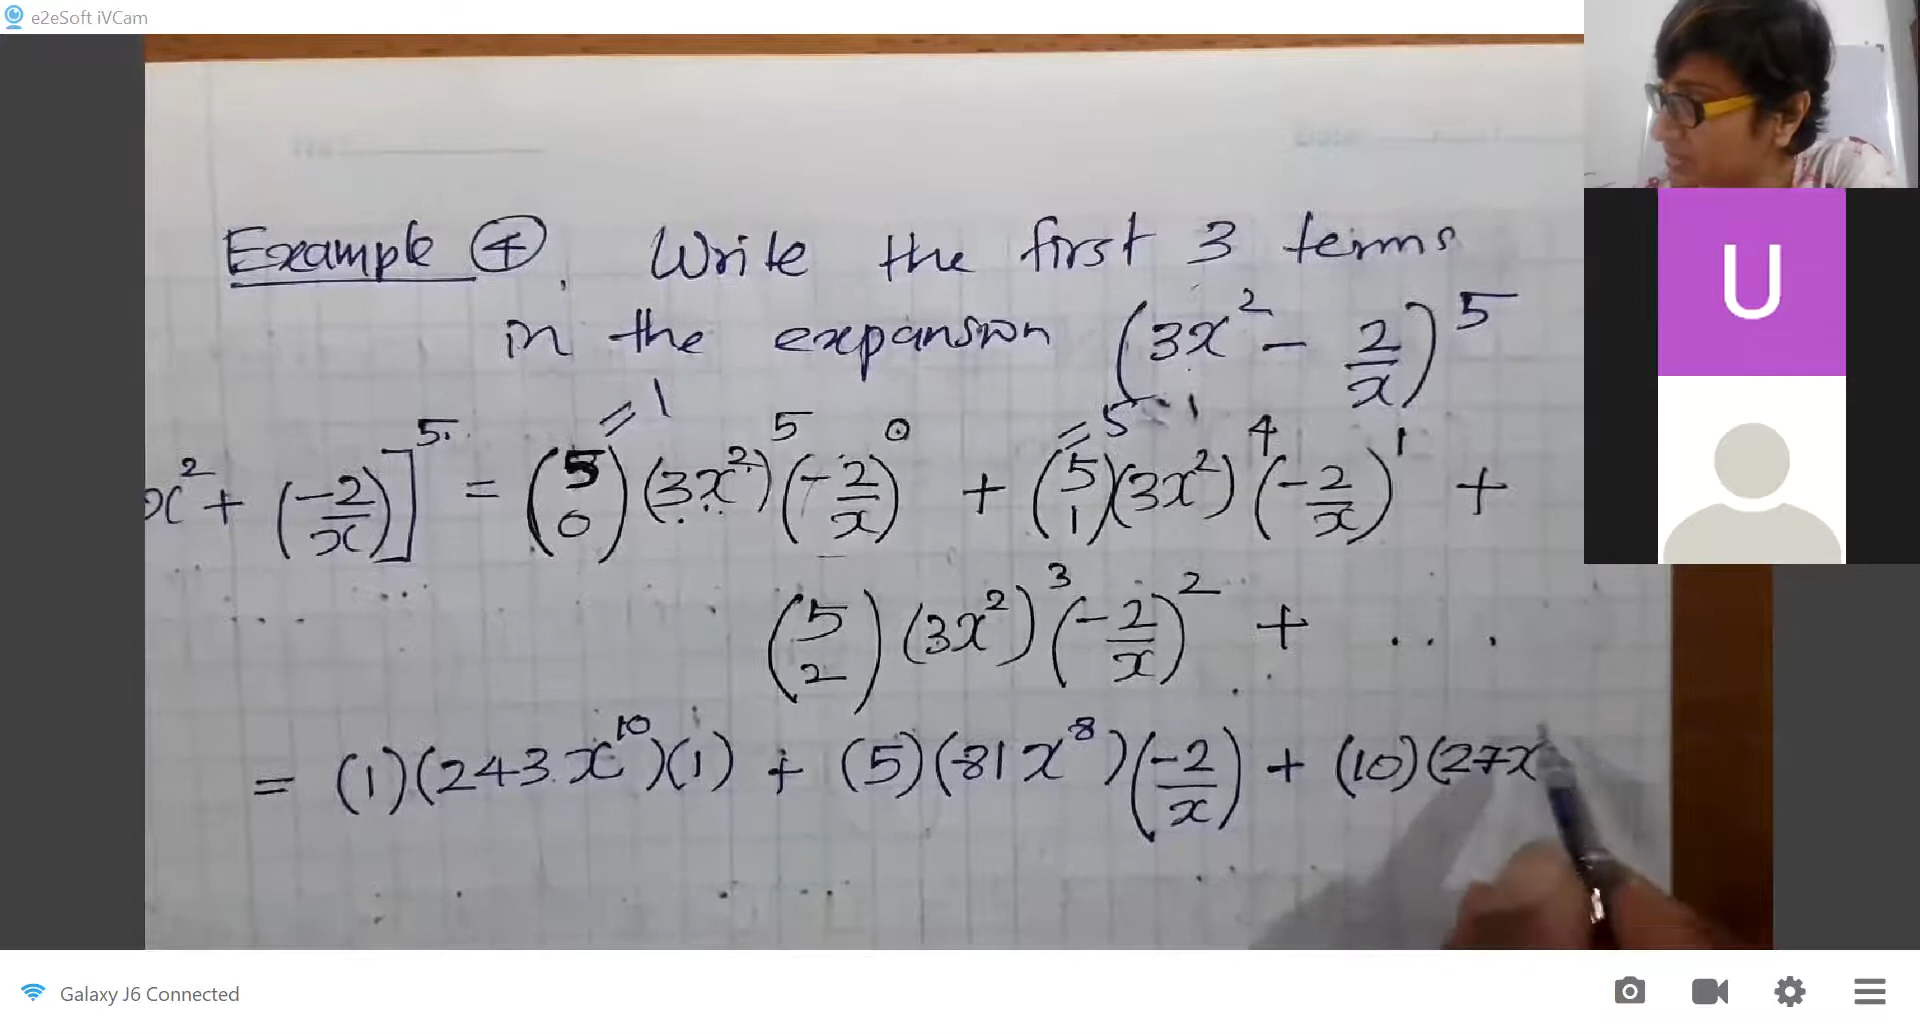 e2eSoft iVCam
Example ④. Write the first 3 terms
in the expansion (3x² - 2/x)⁵
x² + (-2/x)]⁵ = (5 0)(3x²)⁵(-2/x)⁰ + (5 1)(3x²)⁴(-2/x)¹ +
= 1
= 5
(5 2)(3x²)³(-2/x)² + ...
= (1)(243x¹⁰)(1) + (5)(81x⁸)(-2/x) + (10)(27x
U
Galaxy J6 Connected